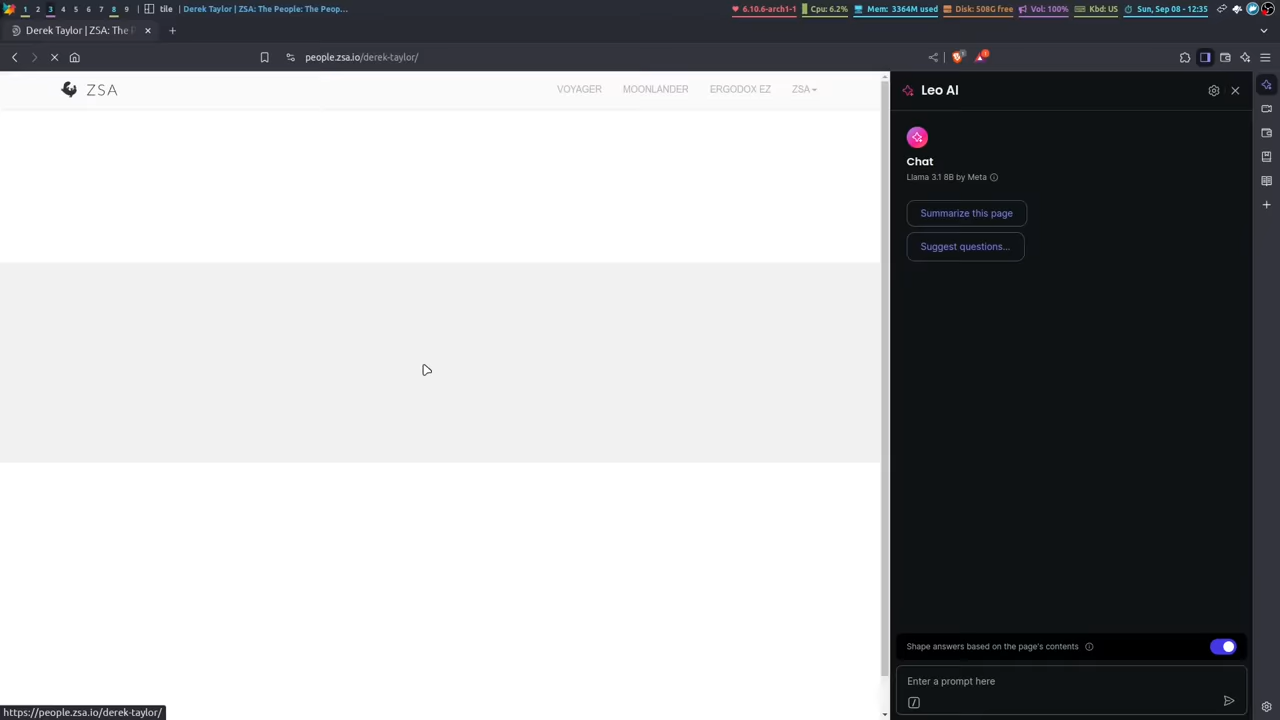 1 2 3 4 5 6 7 8 9 tile Derek Taylor | ZSA: The People: The Peop... 6.10.6-arch1-1 Cpu: 6.2% Mem: 3364M used Disk: 508G free Vol: 100% Kbd: US Sun, Sep 08 - 12:35
Derek Taylor | ZSA: The P
people.zsa.io/derek-taylor/
ZSA VOYAGER MOONLANDER ERGODOX EZ ZSA
Leo AI
Chat
Llama 3.1 8B by Meta
Summarize this page
Suggest questions...
Shape answers based on the page's contents
Enter a prompt here
/
https://people.zsa.io/derek-taylor/